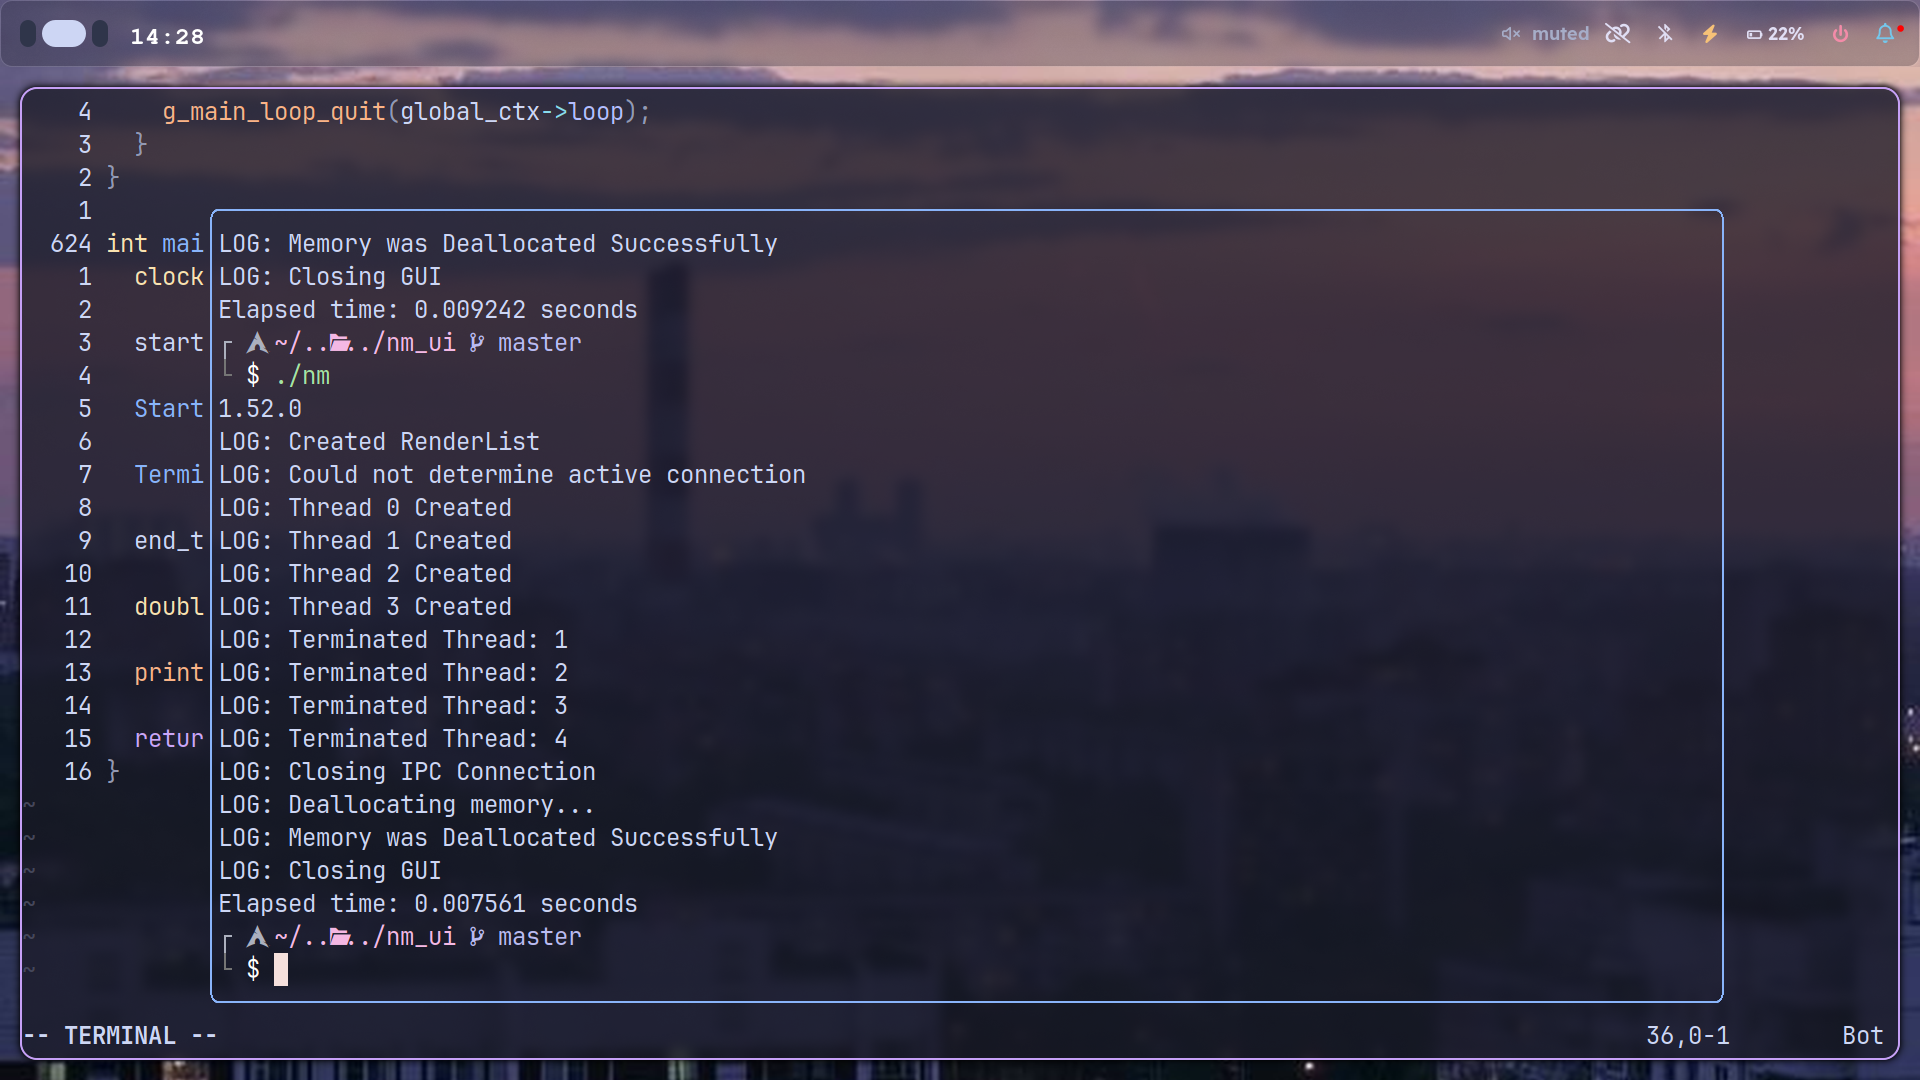 14:28 muted 22%
4 g_main_loop_quit(global_ctx->loop);
3 }
2 }
1
624 int mai LOG: Memory was Deallocated Successfully
1 clock LOG: Closing GUI
2 Elapsed time: 0.009242 seconds
3 start ~/..../nm_ui master
4 $ ./nm
5 Start 1.52.0
6 LOG: Created RenderList
7 Termi LOG: Could not determine active connection
8 LOG: Thread 0 Created
9 end_t LOG: Thread 1 Created
10 LOG: Thread 2 Created
11 doubl LOG: Thread 3 Created
12 LOG: Terminated Thread: 1
13 print LOG: Terminated Thread: 2
14 LOG: Terminated Thread: 3
15 retur LOG: Terminated Thread: 4
16 } LOG: Closing IPC Connection
~ LOG: Deallocating memory...
~ LOG: Memory was Deallocated Successfully
~ LOG: Closing GUI
~ Elapsed time: 0.007561 seconds
~ ~/..../nm_ui master
~ $
-- TERMINAL -- 36,0-1 Bot